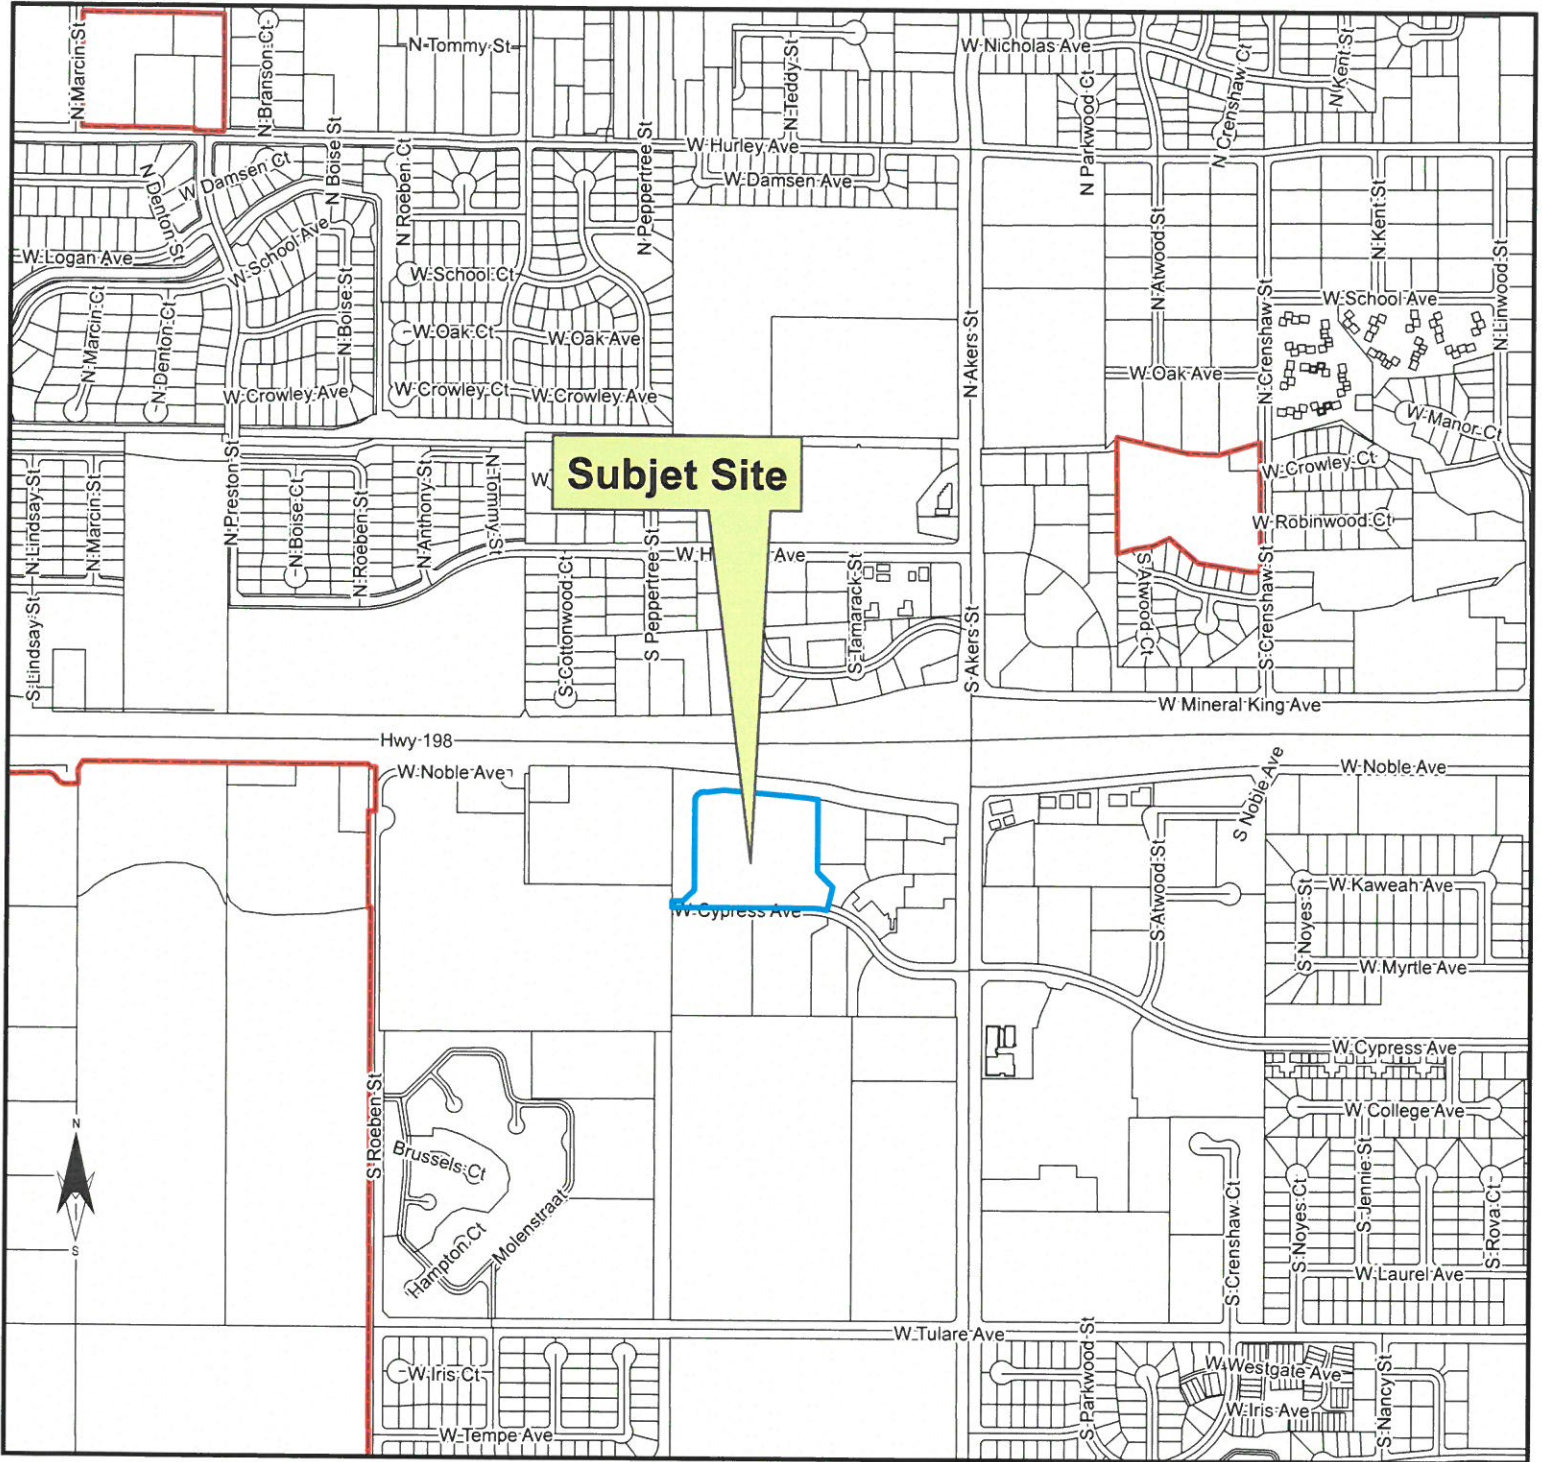 N Marcin St
N Branson Ct
N Tommy St
N Teddy St
W Nicholas Ave
N Parkwood Ct
N Crenshaw Ct
N Kent St
W Hurley Ave
W Damsen Ave
N Denton St
W Damsen Ct
N Boise St
N Roeben Ct
N Peppertree St
W Logan Ave
W School Ave
W School Ct
N Atwood St
N Kent St
N Linwood St
N Marcin Ct
N Denton Ct
N Boise St
W Oak Ct
W Oak Ave
N Akers St
N Crenshaw St
W School Ave
W Oak Ave
W Crowley Ave
W Crowley Ct
W Crowley Ave
W Manor Ct
N Lindsay St
N Marcin St
N Preston St
N Boise Ct
N Roeben St
N Anthony St
N Tommy St
W
Subjet Site
W Crowley Ct
W Robinwood Ct
W H
Ave
S Lindsay St
S Cottonwood Ct
S Peppertree St
S Tamarack St
S Akers St
S Atwood Ct
S Crenshaw St
W Mineral King Ave
Hwy 198
W Noble Ave
W Noble Ave
S Noble Ave
W Cypress Ave
S Atwood St
S Noyes St
W Kaweah Ave
W Myrtle Ave
W Cypress Ave
W College Ave
N
S
S Roeben St
Brussels Ct
Hampton Ct
Molenstraat
S Crenshaw Ct
S Noyes Ct
S Jennie St
S Rova Ct
W Laurel Ave
W Tulare Ave
W Iris Ct
W Tempe Ave
S Parkwood St
W Westgate Ave
W Iris Ave
S Nancy St